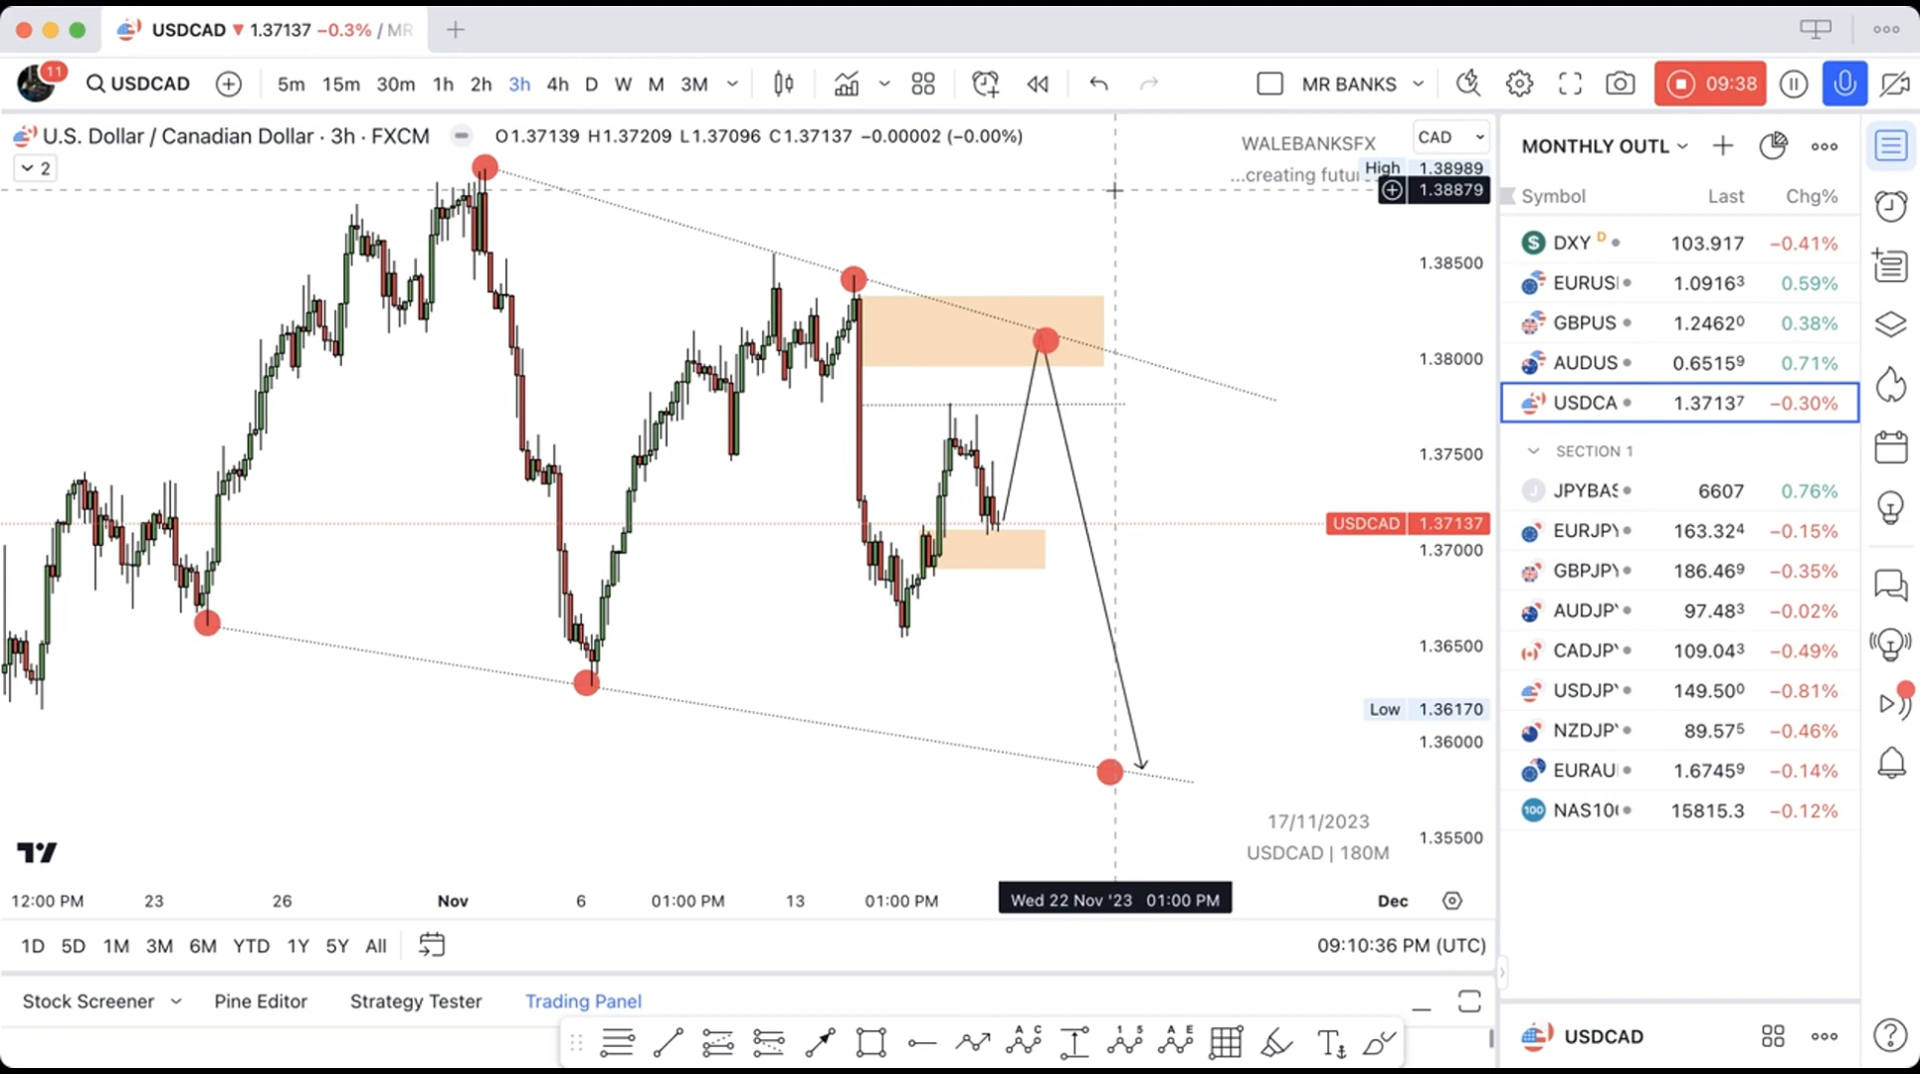 USDCAD ▼ 1.37137 −0.3% / MR
11
USDCAD
5m 15m 30m 1h 2h 3h 4h D W M 3M
MR BANKS
09:38
U.S. Dollar / Canadian Dollar · 3h · FXCM
O1.37139 H1.37209 L1.37096 C1.37137 −0.00002 (−0.00%)
2
WALEBANKSFX
...creating futu
CAD
High 1.38989
1.38879
1.38500
1.38000
1.37500
USDCAD 1.37137
1.37000
1.36500
Low 1.36170
1.36000
1.35500
17/11/2023
USDCAD | 180M
12:00 PM 23 26 Nov 6 01:00 PM 13 01:00 PM Wed 22 Nov '23 01:00 PM Dec
1D 5D 1M 3M 6M YTD 1Y 5Y All
09:10:36 PM (UTC)
Stock Screener Pine Editor Strategy Tester Trading Panel
A C
1 5
A E
MONTHLY OUTL
Symbol Last Chg%
DXY D 103.917 −0.41%
EURUS 1.09163 0.59%
GBPUS 1.24620 0.38%
AUDUS 0.65159 0.71%
USDCA 1.37137 −0.30%
SECTION 1
J JPYBAS 6607 0.76%
EURJPY 163.324 −0.15%
GBPJPY 186.469 −0.35%
AUDJPY 97.483 −0.02%
CADJPY 109.043 −0.49%
USDJPY 149.500 −0.81%
NZDJPY 89.575 −0.46%
EURAU 1.67459 −0.14%
100 NAS100 15815.3 −0.12%
USDCAD